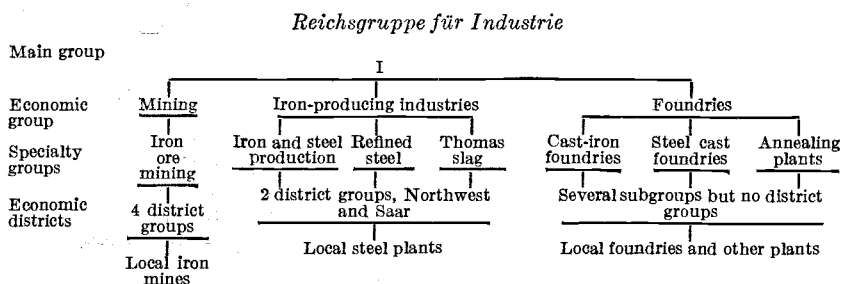 Reichsgruppe für Industrie
Main group
I
Economic group
Mining
Iron-producing industries
Foundries
Specialty groups
Iron ore mining
Iron and steel production
Refined steel
Thomas slag
Cast-iron foundries
Steel cast foundries
Annealing plants
Economic districts
4 district groups
2 district groups, Northwest and Saar
Several subgroups but no district groups
Local iron mines
Local steel plants
Local foundries and other plants